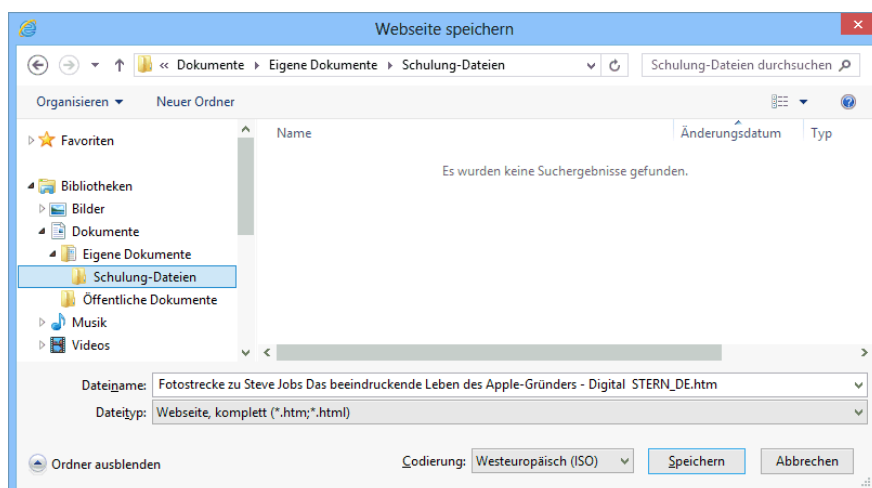 Webseite speichern
« Dokumente ▸ Eigene Dokumente ▸ Schulung-Dateien
Schulung-Dateien durchsuchen
Organisieren
Neuer Ordner
Favoriten
Bibliotheken
Bilder
Dokumente
Eigene Dokumente
Schulung-Dateien
Öffentliche Dokumente
Musik
Videos
Name Änderungsdatum Typ
Es wurden keine Suchergebnisse gefunden.
Dateiname: Fotostrecke zu Steve Jobs Das beeindruckende Leben des Apple-Gründers - Digital STERN_DE.htm
Dateityp: Webseite, komplett (*.htm;*.html)
Ordner ausblenden
Codierung: Westeuropäisch (ISO)
Speichern
Abbrechen